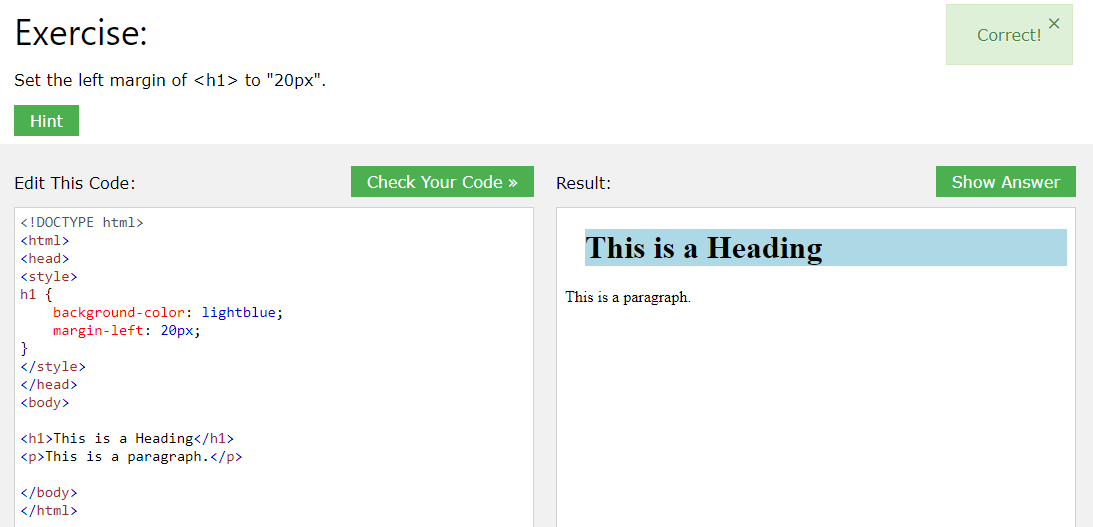 Exercise:
Correct! ×
Set the left margin of <h1> to "20px".
Hint
Edit This Code:
Check Your Code »
Result:
Show Answer
<!DOCTYPE html>
<html>
<head>
<style>
h1 {
    background-color: lightblue;
    margin-left: 20px;
}
</style>
</head>
<body>

<h1>This is a Heading</h1>
<p>This is a paragraph.</p>

</body>
</html>
This is a Heading
This is a paragraph.